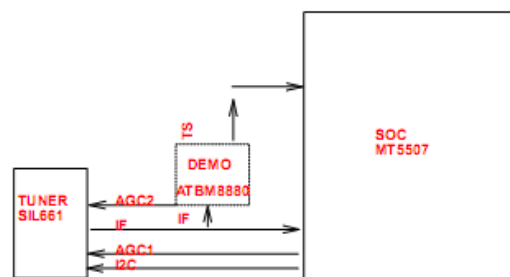 TS
SOC
MT5507
DEMO
ATBM8880
TUNER
SIL661
AGC2
IF
IF
AGC1
I2C